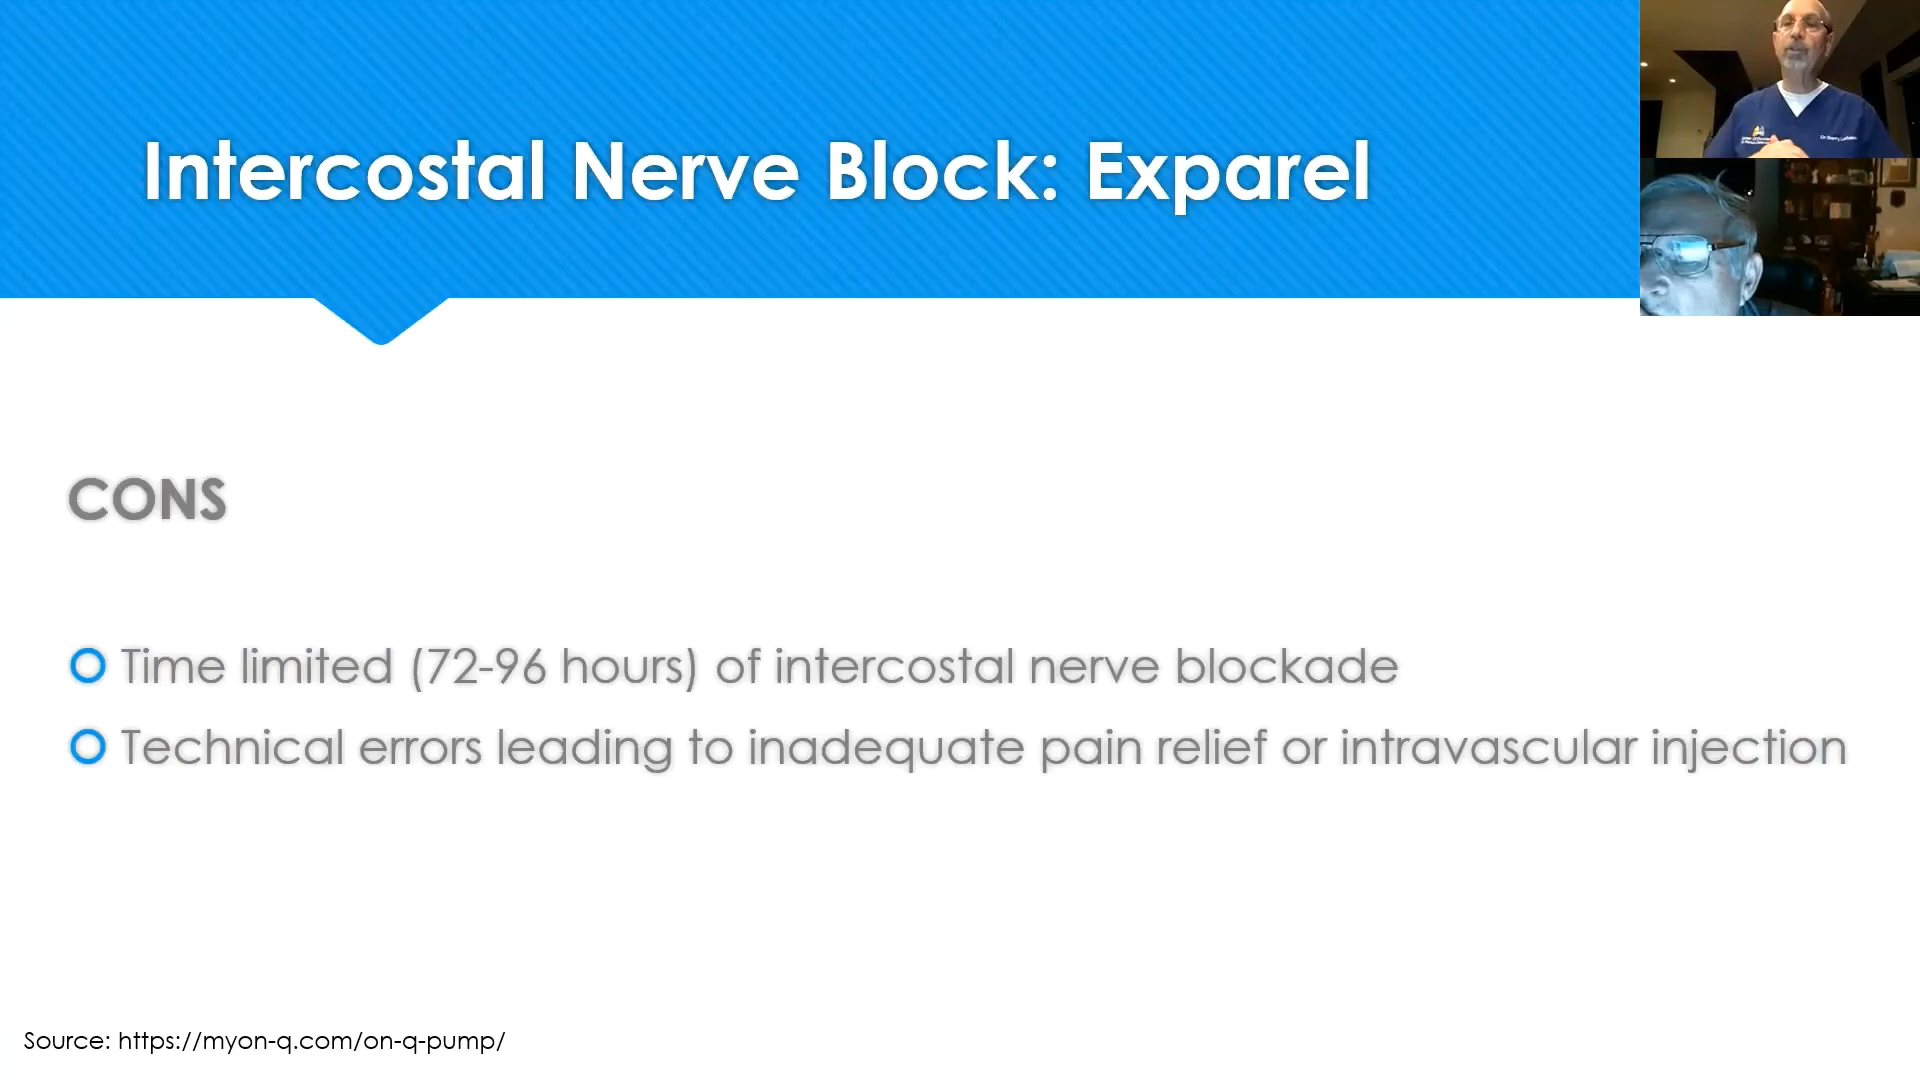 Intercostal Nerve Block: Exparel
CONS
Time limited (72-96 hours) of intercostal nerve blockade
Technical errors leading to inadequate pain relief or intravascular injection
Source: https://myon-q.com/on-q-pump/